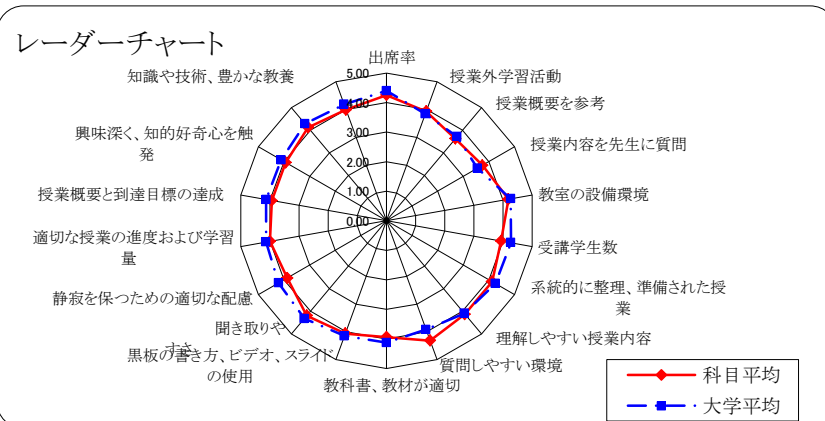 レーダーチャート
出席率
授業外学習活動
授業概要を参考
授業内容を先生に質問
教室の設備環境
受講学生数
系統的に整理、準備された授
業
理解しやすい授業内容
質問しやすい環境
教科書、教材が適切
黒板の書き方、ビデオ、スライド
の使用
聞き取りや
すさ
静寂を保つための適切な配慮
適切な授業の進度および学習
量
授業概要と到達目標の達成
興味深く、知的好奇心を触
発
知識や技術、豊かな教養
5.00
4.00
3.00
2.00
1.00
0.00
科目平均
大学平均